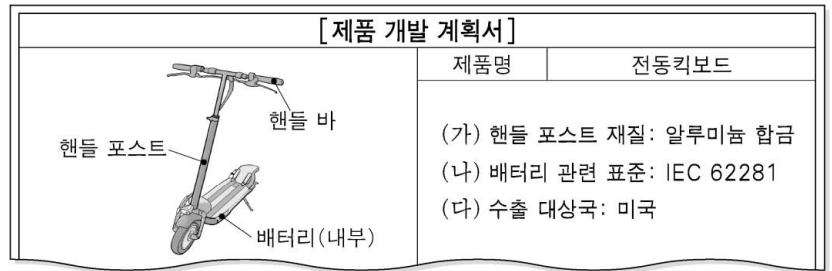 [제품 개발 계획서]
제품명
전동킥보드
핸들 바
핸들 포스트
배터리(내부)
(가) 핸들 포스트 재질: 알루미늄 합금
(나) 배터리 관련 표준: IEC 62281
(다) 수출 대상국: 미국